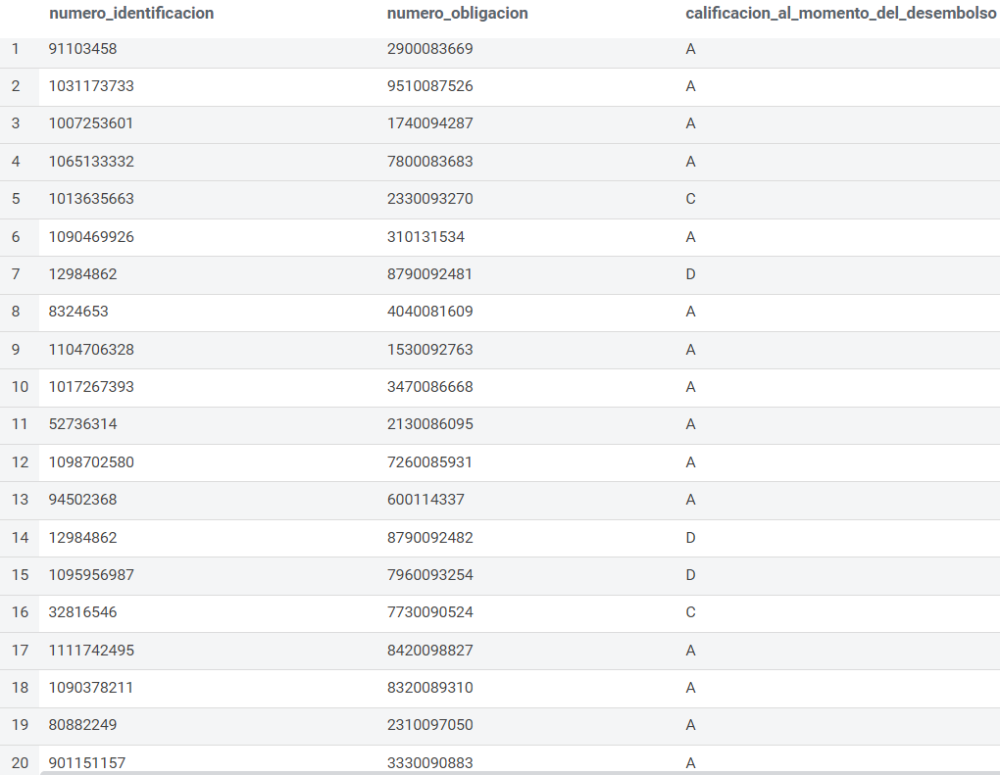 numero_identificacion numero_obligacion calificacion_al_momento_del_desembolso
1 91103458 2900083669 A
2 1031173733 9510087526 A
3 1007253601 1740094287 A
4 1065133332 7800083683 A
5 1013635663 2330093270 C
6 1090469926 310131534 A
7 12984862 8790092481 D
8 8324653 4040081609 A
9 1104706328 1530092763 A
10 1017267393 3470086668 A
11 52736314 2130086095 A
12 1098702580 7260085931 A
13 94502368 600114337 A
14 12984862 8790092482 D
15 1095956987 7960093254 D
16 32816546 7730090524 C
17 1111742495 8420098827 A
18 1090378211 8320089310 A
19 80882249 2310097050 A
20 901151157 3330090883 A